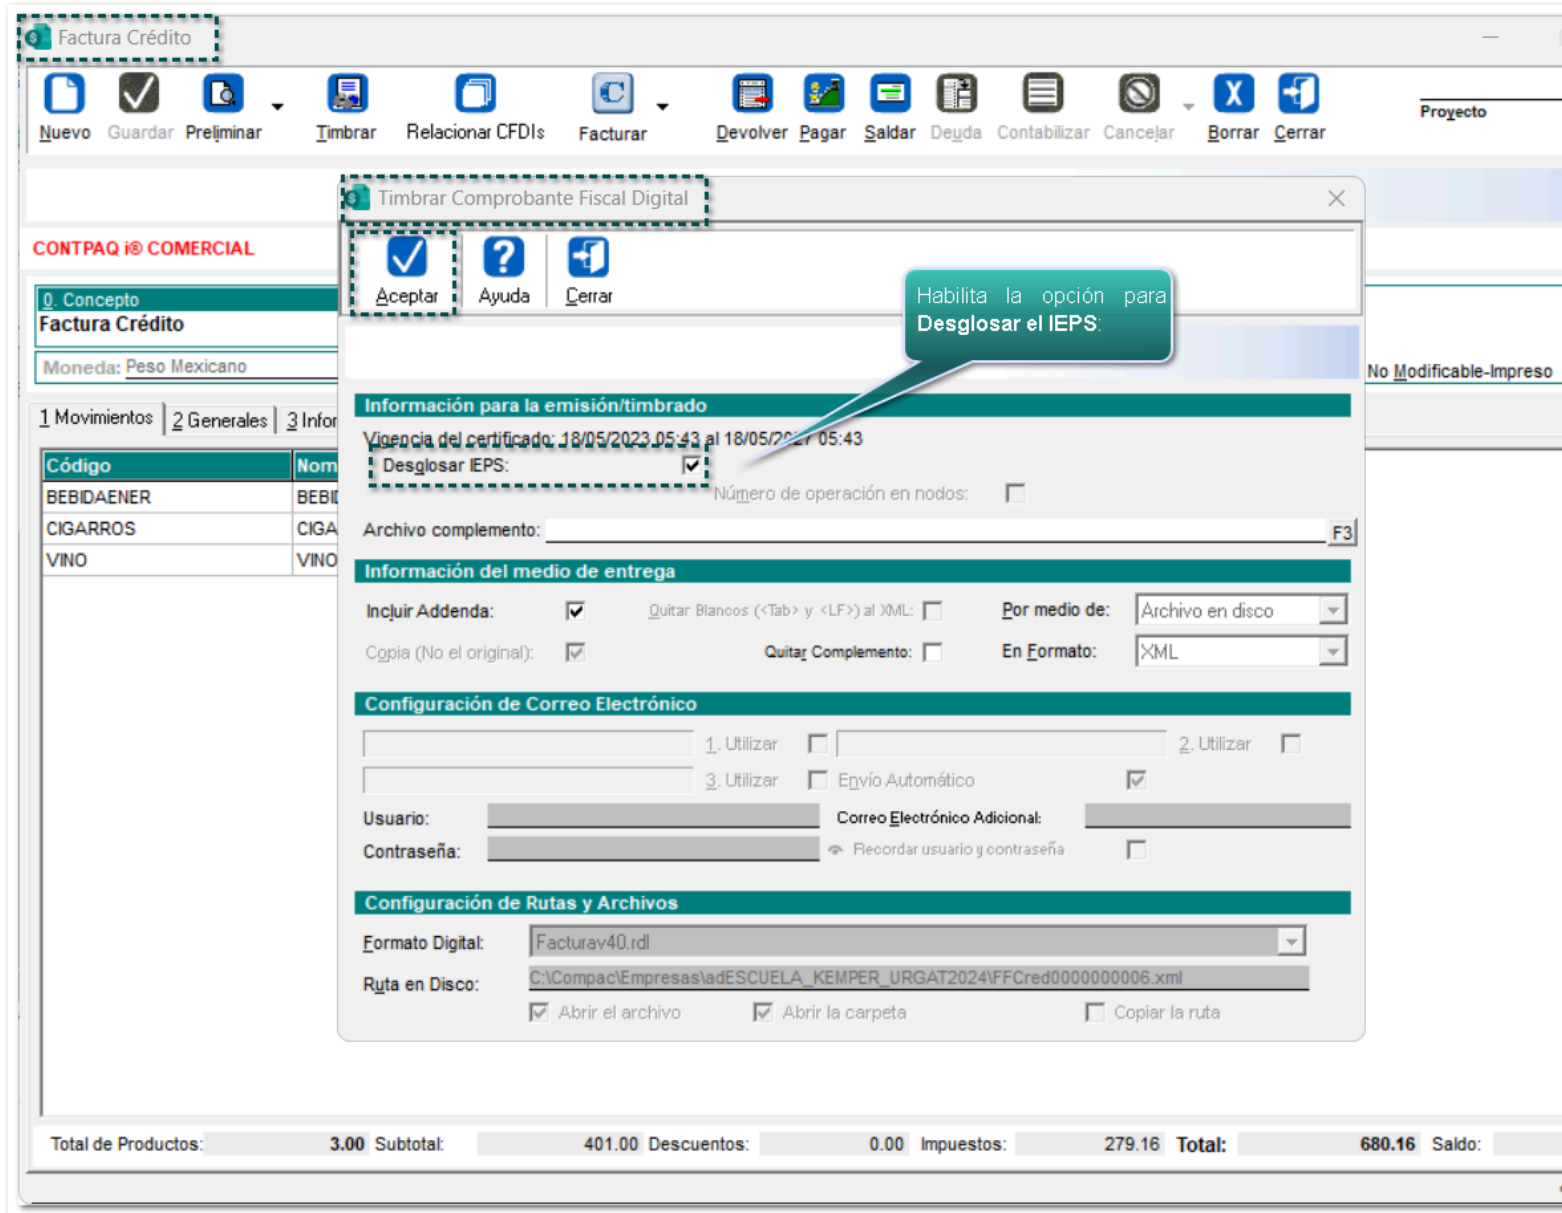 Factura Crédito
Nuevo Guardar Preliminar Timbrar Relacionar CFDIs Facturar Devolver Pagar Saldar Deuda Contabilizar Cancelar Borrar Cerrar
Proyecto
Timbrar Comprobante Fiscal Digital
CONTPAQ i® COMERCIAL
Aceptar Ayuda Cerrar
Habilita la opción para
Desglosar el IEPS:
0. Concepto
Factura Crédito
Moneda: Peso Mexicano
No Modificable-Impreso
1 Movimientos 2 Generales 3 Infor
Información para la emisión/timbrado
Vigencia del certificado: 18/05/2023 05:43 al 18/05/2027 05:43
Código Nom
Desglosar IEPS:
BEBIDAENER BEBID
Número de operación en nodos:
CIGARROS CIGA
Archivo complemento: F3
VINO VINO
Información del medio de entrega
Incluir Addenda: Quitar Blancos (<Tab> y <LF>) al XML: Por medio de: Archivo en disco
Copia (No el original): Quitar Complemento: En Formato: XML
Configuración de Correo Electrónico
1. Utilizar 2. Utilizar
3. Utilizar Envío Automático
Usuario: Correo Electrónico Adicional:
Contraseña: Recordar usuario y contraseña
Configuración de Rutas y Archivos
Formato Digital: Facturav40.rdl
Ruta en Disco: C:\Compac\Empresas\adESCUELA_KEMPER_URGAT2024\FFCred0000000006.xml
Abrir el archivo Abrir la carpeta Copiar la ruta
Total de Productos: 3.00 Subtotal: 401.00 Descuentos: 0.00 Impuestos: 279.16 Total: 680.16 Saldo: